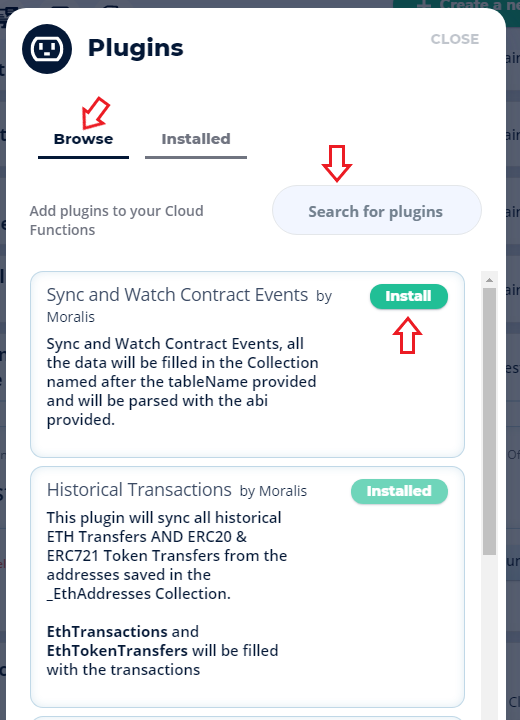 Create a ne
Plugins
CLOSE
Browse
Installed
Add plugins to your Cloud
Functions
Search for plugins
Sync and Watch Contract Events by
Moralis
Install
Sync and Watch Contract Events, all
the data will be filled in the Collection
named after the tableName provided
and will be parsed with the abi
provided.
Historical Transactions by Moralis
Installed
This plugin will sync all historical
ETH Transfers AND ERC20 &
ERC721 Token Transfers from the
addresses saved in the
_EthAddresses Collection.
EthTransactions and
EthTokenTransfers will be filled
with the transactions